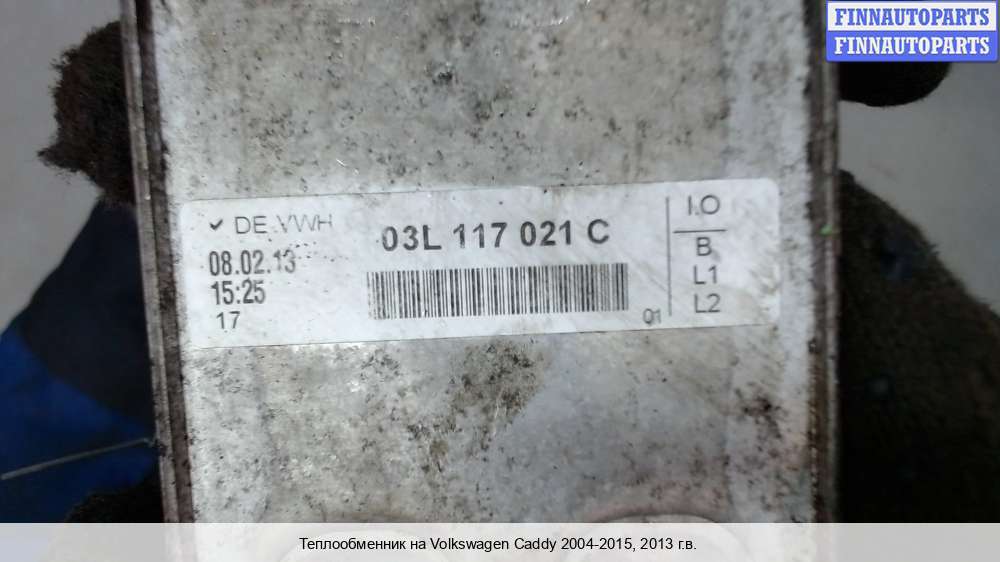 FINNAUTOPARTS
FINNAUTOPARTS
✓ DE.VWH
08.02.13
15:25
17
03L 117 021 C
01
I.O
B
L1
L2
Теплообменник на Volkswagen Caddy 2004-2015, 2013 г.в.